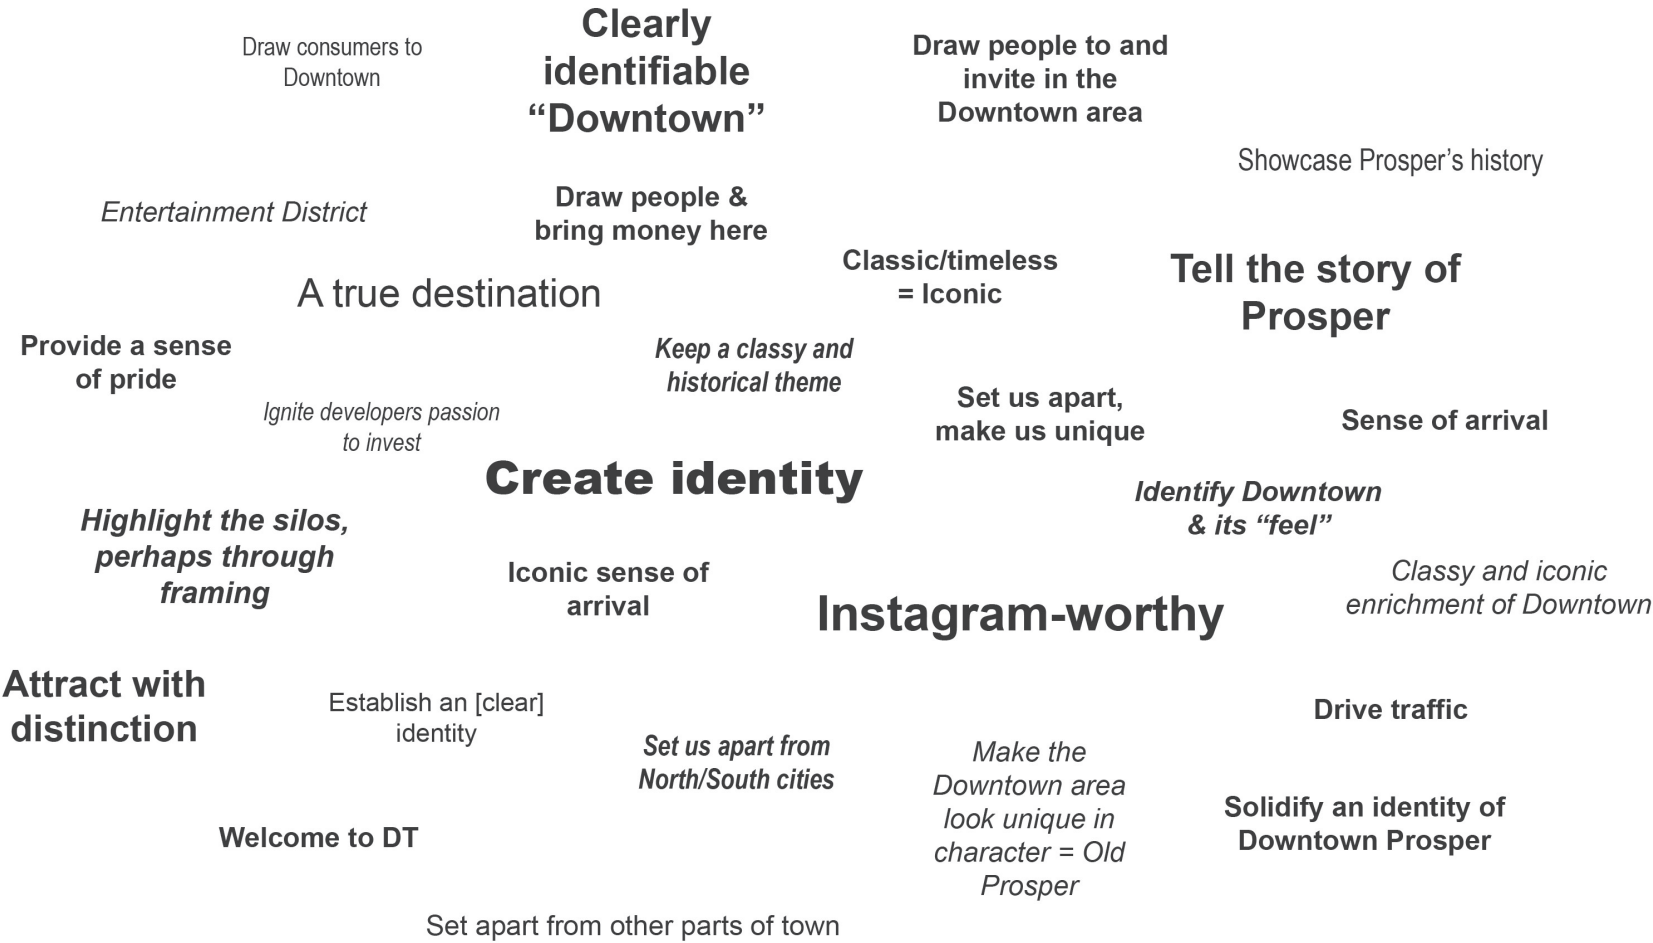 Draw consumers to
Downtown
Clearly
identifiable
“Downtown”
Draw people to and
invite in the
Downtown area
Showcase Prosper’s history
Entertainment District
Draw people &
bring money here
Classic/timeless
= Iconic
Tell the story of
Prosper
A true destination
Provide a sense
of pride
Keep a classy and
historical theme
Ignite developers passion
to invest
Set us apart,
make us unique
Sense of arrival
Create identity
Identify Downtown
& its “feel”
Highlight the silos,
perhaps through
framing
Iconic sense of
arrival
Instagram-worthy
Classy and iconic
enrichment of Downtown
Attract with
distinction
Establish an [clear]
identity
Set us apart from
North/South cities
Make the
Downtown area
look unique in
character = Old
Prosper
Drive traffic
Solidify an identity of
Downtown Prosper
Welcome to DT
Set apart from other parts of town